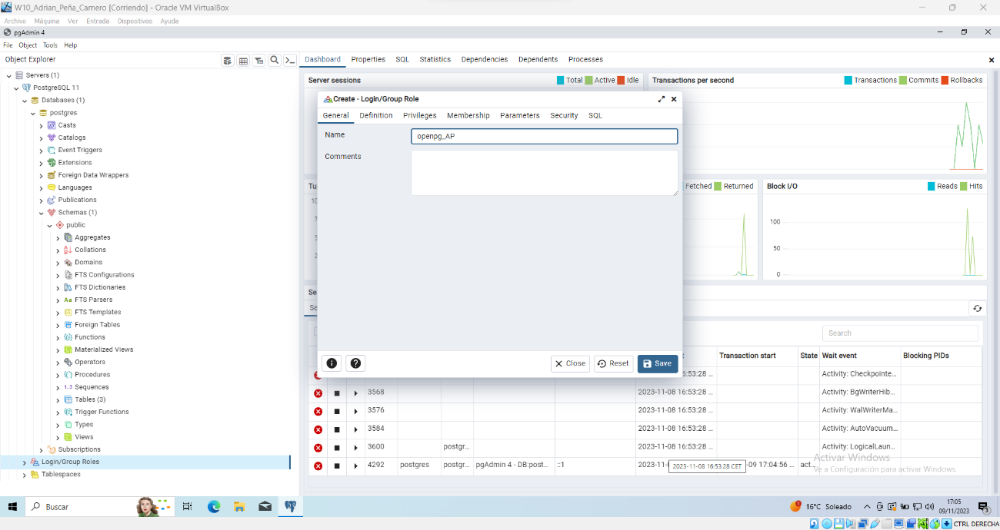 W10_Adrian_Peña_Carnero [Corriendo] - Oracle VM VirtualBox
Archivo Máquina Ver Entrada Dispositivos Ayuda
pgAdmin 4
File Object Tools Help
Object Explorer
Dashboard Properties SQL Statistics Dependencies Dependents Processes
Servers (1)
PostgreSQL 11
Databases (1)
postgres
Casts
Catalogs
Event Triggers
Extensions
Foreign Data Wrappers
Languages
Publications
Schemas (1)
public
Aggregates
Collations
Domains
FTS Configurations
FTS Dictionaries
Aa FTS Parsers
FTS Templates
Foreign Tables
Functions
Materialized Views
Operators
Procedures
1..3 Sequences
Tables (3)
Trigger Functions
Types
Views
Subscriptions
Login/Group Roles
Tablespaces
Server sessions Total Active Idle
Transactions per second Transactions Commits Rollbacks
Create - Login/Group Role
General Definition Privileges Membership Parameters Security SQL
Name openpg_AP
Comments
Close Reset Save
Tu
Fetched Returned
Block I/O Reads Hits
100
50
0
Se
Search
Transaction start State Wait event Blocking PIDs
16:53:28 ... Activity: Checkpointe...
3568 2023-11-08 16:53:28 ... Activity: BgWriterHib...
3576 2023-11-08 16:53:28 ... Activity: WalWriterMa...
3584 2023-11-08 16:53:28 ... Activity: AutoVacuum...
3600 postgr... 2023-11-08 16:53:28 ... Activity: LogicalLaun...
4292 postgres postgr... pgAdmin 4 - DB:post... ::1 2023-11- -09 17:04:56 ... act...
2023-11-08 16:53:28 CET
Activar Windows
Ve a Configuración para activar Windows.
Buscar
16°C Soleado
17:05
09/11/2023
CTRL DERECHA